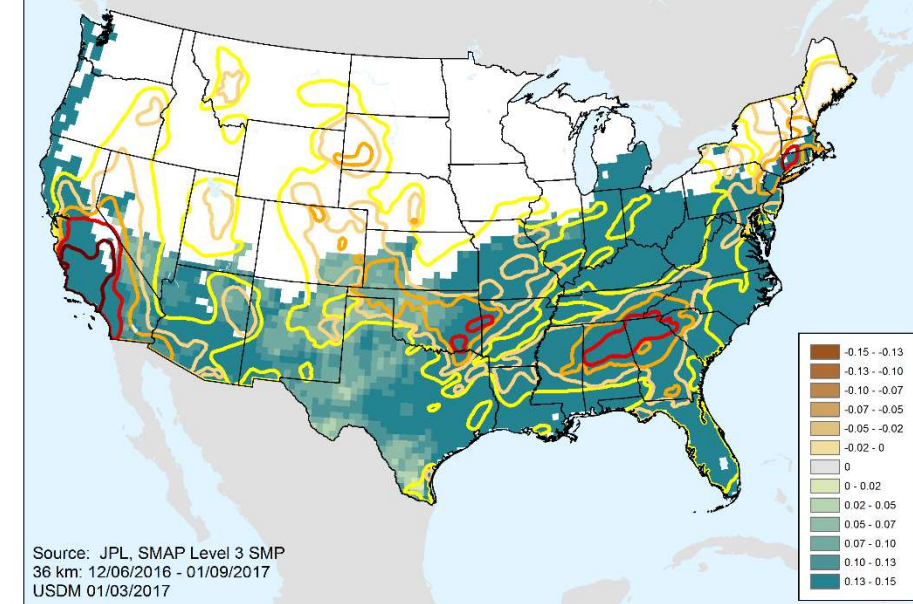 -0.15 - -0.13
-0.13 - -0.10
-0.10 - -0.07
-0.07 - -0.05
-0.05 - -0.02
-0.02 - 0
0
0 - 0.02
0.02 - 0.05
0.05 - 0.07
0.07 - 0.10
0.10 - 0.13
0.13 - 0.15
Source: JPL, SMAP Level 3 SMP
36 km: 12/06/2016 - 01/09/2017
USDM 01/03/2017